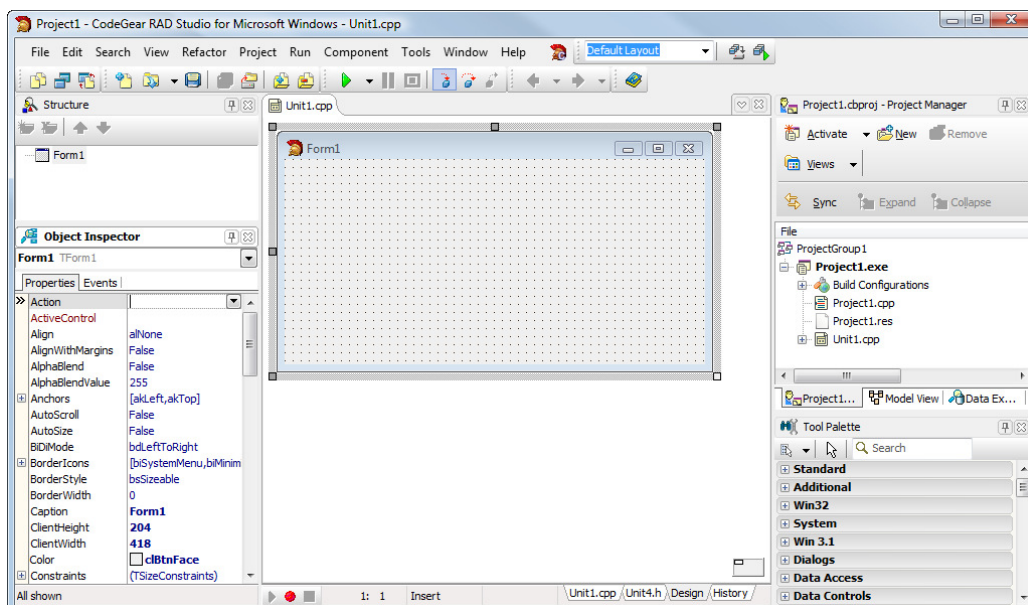 Project1 - CodeGear RAD Studio for Microsoft Windows - Unit1.cpp
File Edit Search View Refactor Project Run Component Tools Window Help Default Layout
Structure
Form1
Object Inspector
Form1 TForm1
Properties Events
Action
ActiveControl
Align alNone
AlignWithMargins False
AlphaBlend False
AlphaBlendValue 255
Anchors [akLeft,akTop]
AutoScroll False
AutoSize False
BiDiMode bdLeftToRight
BorderIcons [biSystemMenu,biMinim
BorderStyle bsSizeable
BorderWidth 0
Caption Form1
ClientHeight 204
ClientWidth 418
Color clBtnFace
Constraints (TSizeConstraints)
All shown
Unit1.cpp
Form1
1: 1 Insert
Unit1.cpp Unit4.h Design History
Project1.cbproj - Project Manager
Activate New Remove
Views
Sync Expand Collapse
File
ProjectGroup1
Project1.exe
Build Configurations
Project1.cpp
Project1.res
Unit1.cpp
Project1... Model View Data Ex...
Tool Palette
Search
Standard
Additional
Win32
System
Win 3.1
Dialogs
Data Access
Data Controls